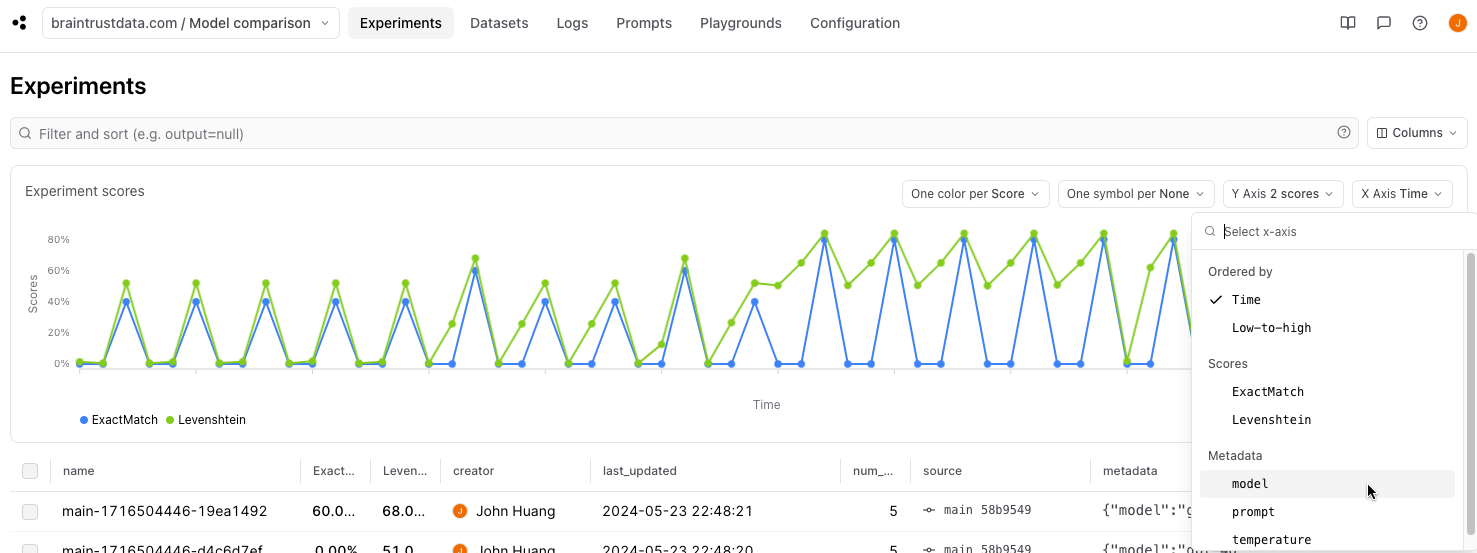 braintrustdata.com / Model comparison Experiments Datasets Logs Prompts Playgrounds Configuration J
Experiments
Filter and sort (e.g. output=null) Columns
Experiment scores One color per Score One symbol per None Y Axis 2 scores X Axis Time
Select x-axis
80%
60%
40%
20%
0%
Scores
Time
ExactMatch Levenshtein
Ordered by
Time
Low-to-high
Scores
ExactMatch
Levenshtein
Metadata
model
prompt
temperature
name Exact... Leven... creator last_updated num_... source metadata
main-1716504446-19ea1492 60.0... 68.0... J John Huang 2024-05-23 22:48:21 5 main 58b9549 {"model":"g
main-1716504446-d4c6d7ef 0.00% 51.0... J John Huang 2024-05-23 22:48:20 5 main 58b9549